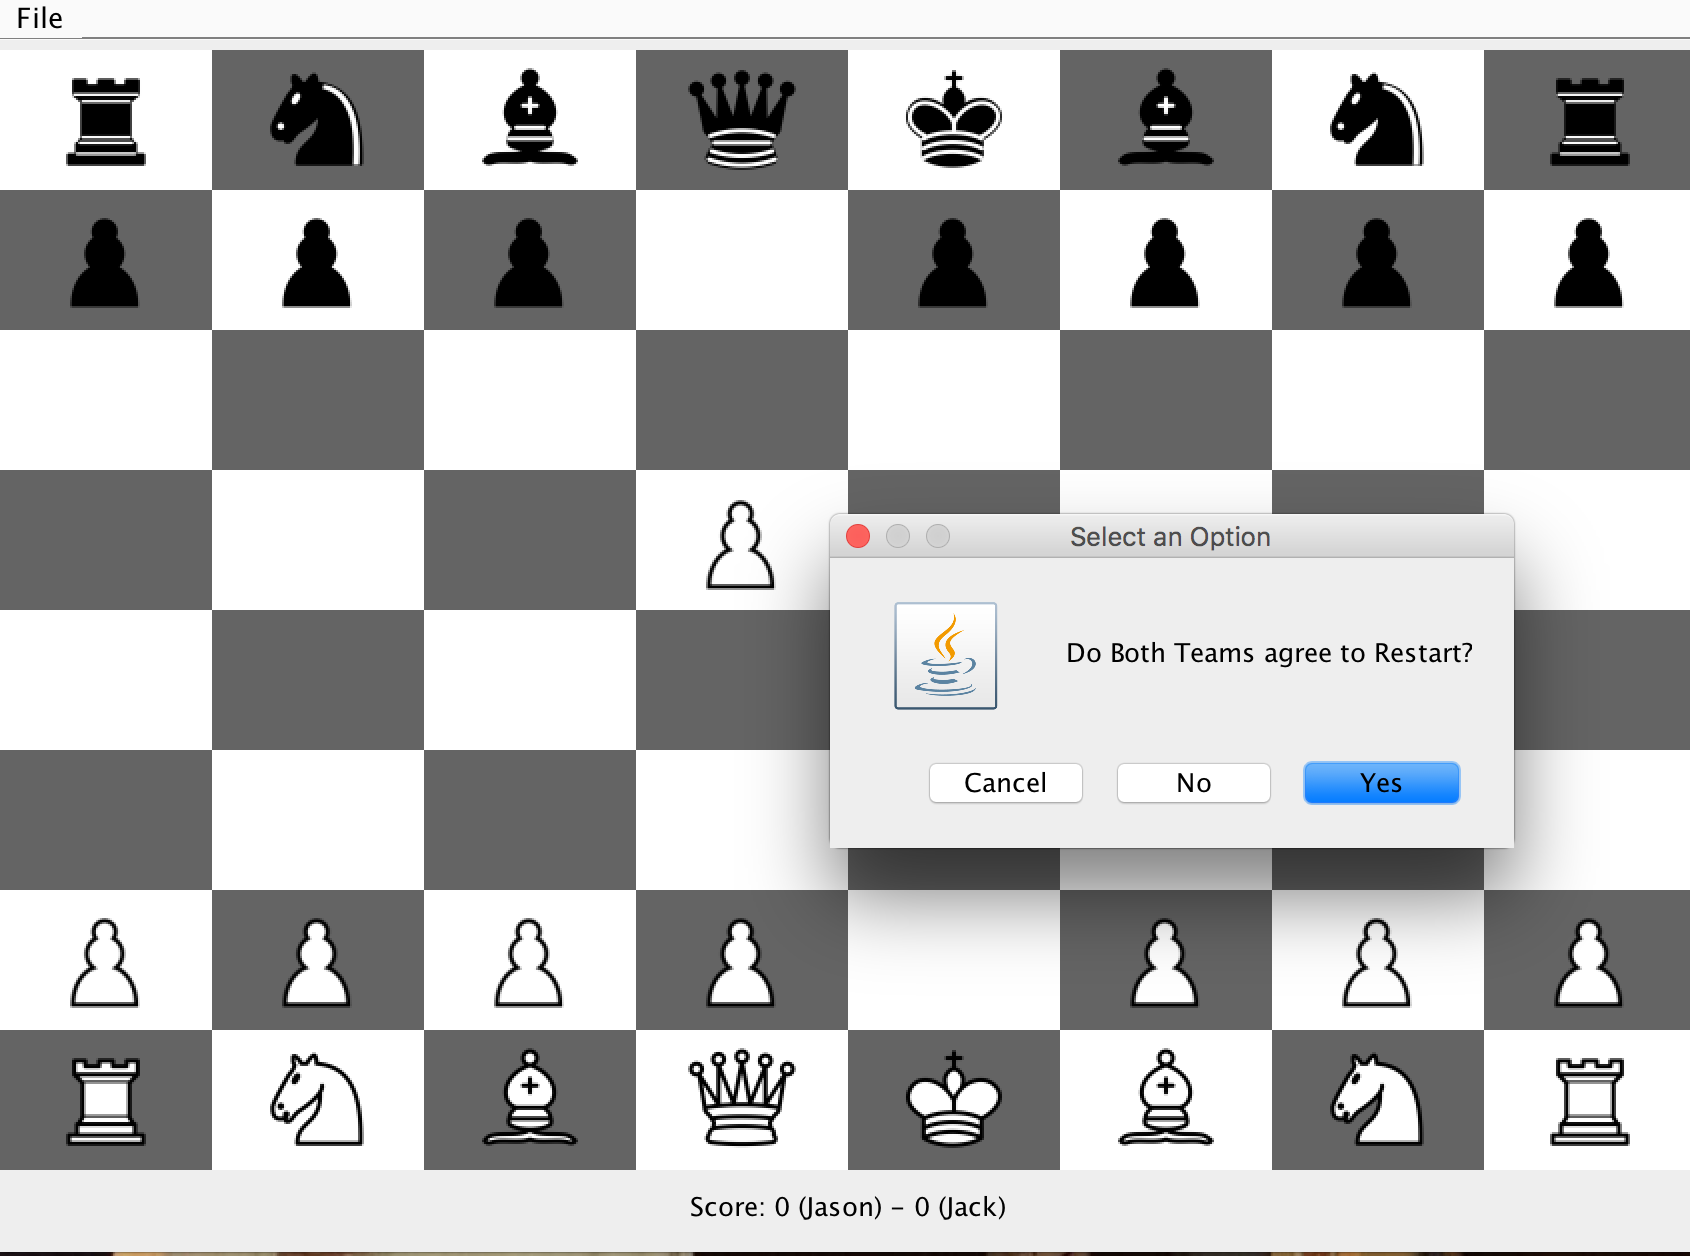 File
Select an Option
Do Both Teams agree to Restart?
Cancel No Yes
Score: 0 (Jason) – 0 (Jack)